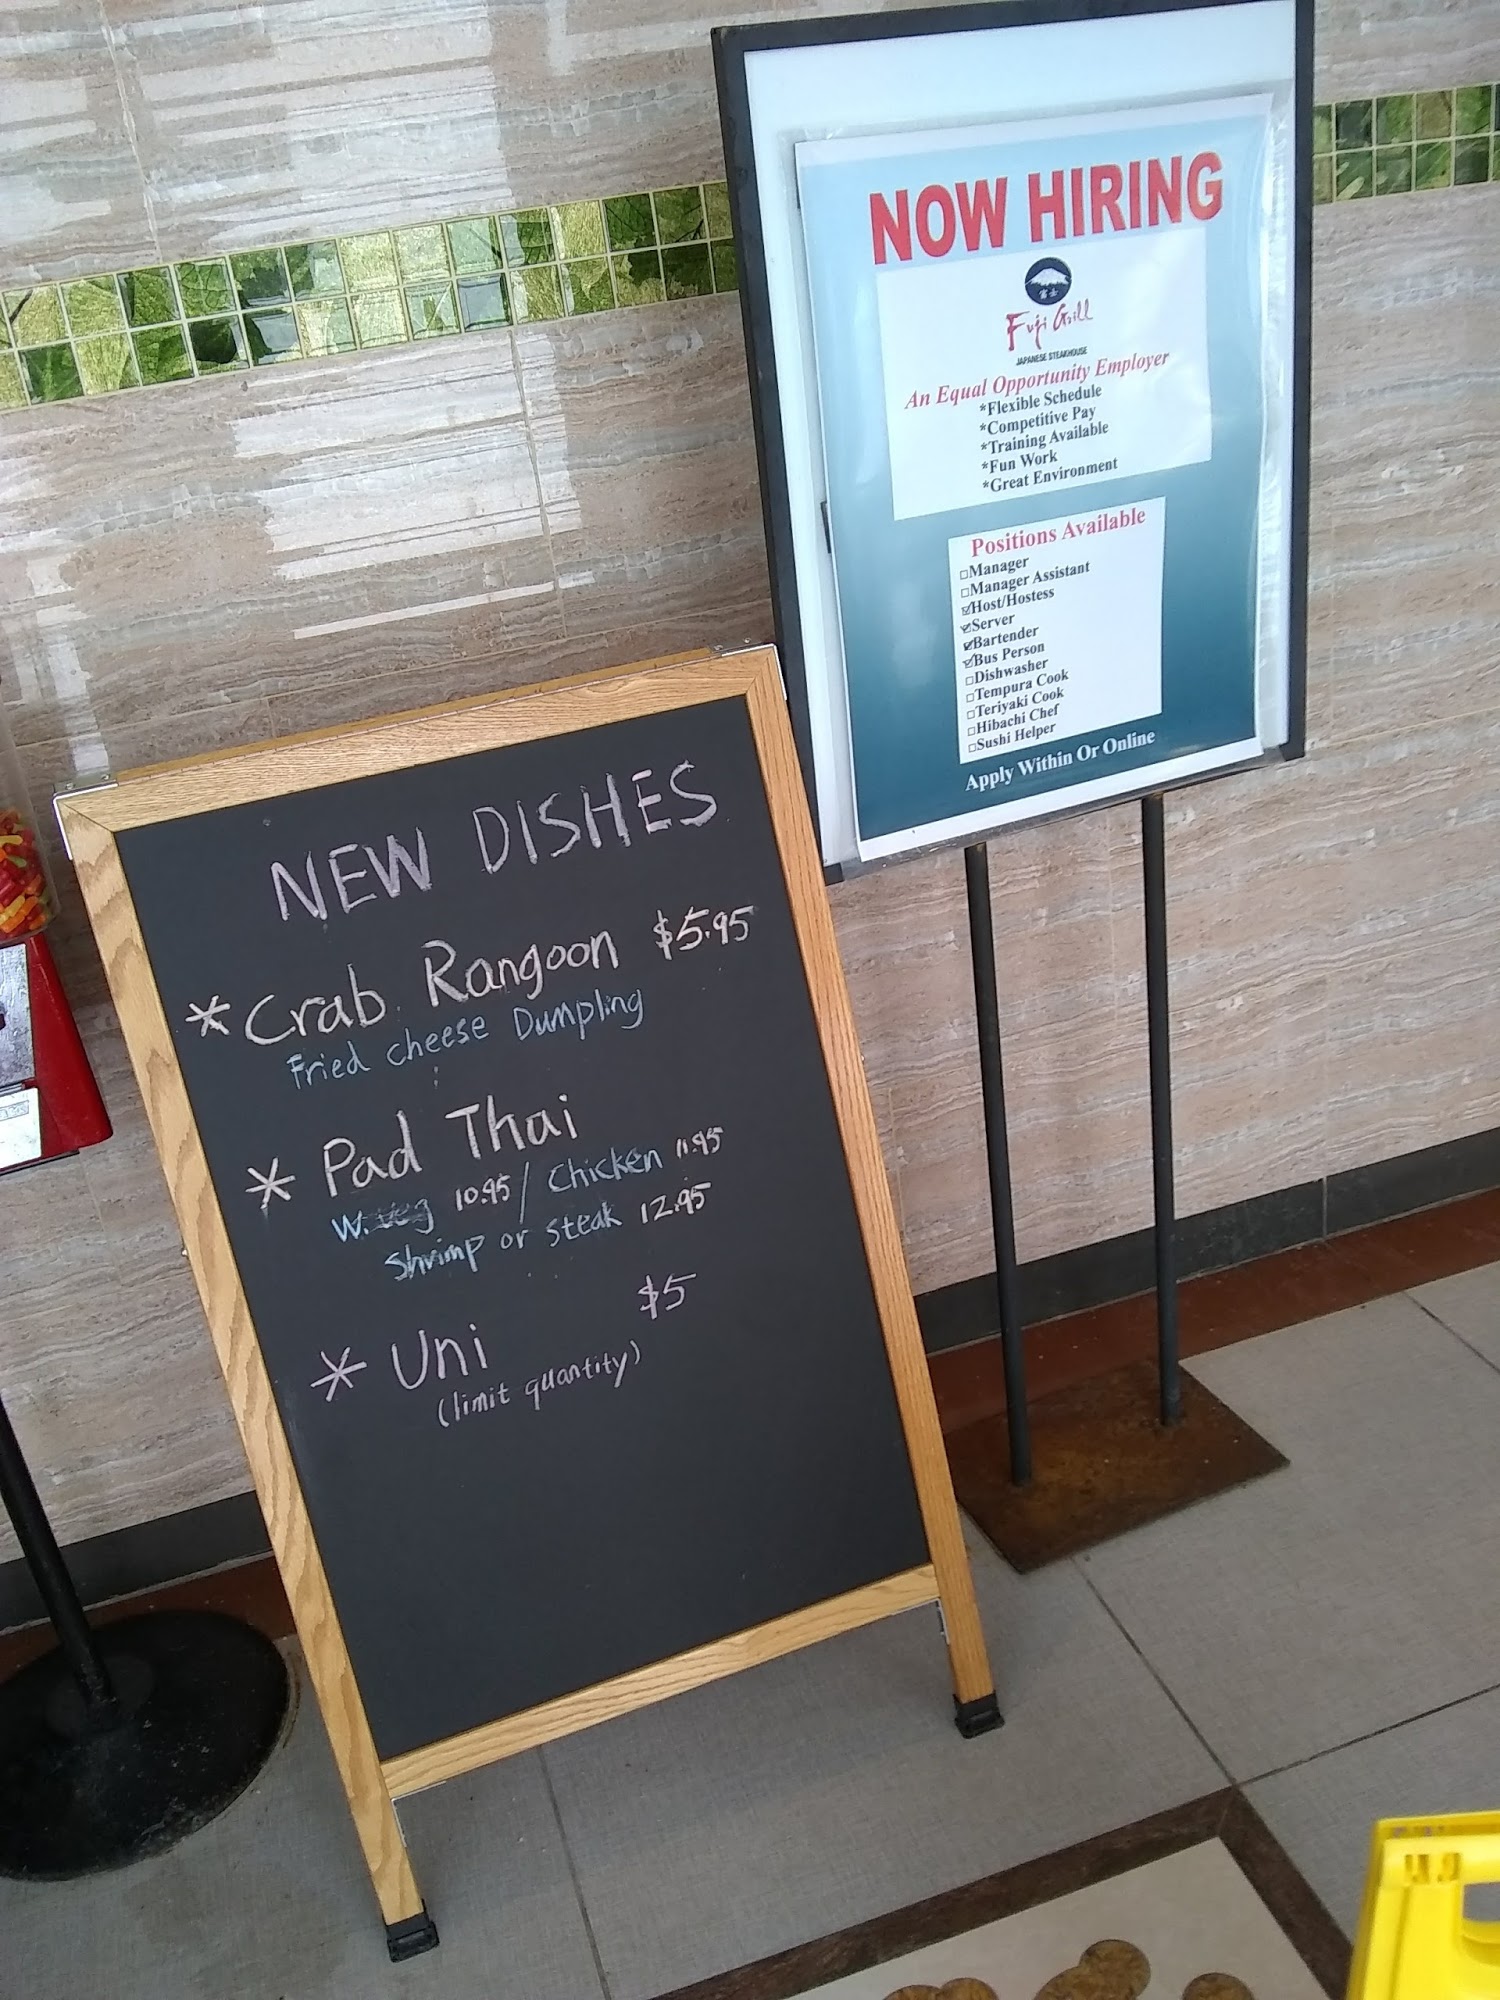 NOW HIRING
富士
Fuji Grill
JAPANESE STEAKHOUSE
An Equal Opportunity Employer
*Flexible Schedule
*Competitive Pay
*Training Available
*Fun Work
*Great Environment
Positions Available
Manager
Manager Assistant
Host/Hostess
Server
Bartender
Bus Person
Dishwasher
Tempura Cook
Teriyaki Cook
Hibachi Chef
Sushi Helper
Apply Within Or Online
NEW DISHES
* Crab Rangoon $5.95
Fried cheese Dumpling
* Pad Thai
W. veg 10.95 / Chicken 11.95
Shrimp or steak 12.95
* Uni $5
(limit quantity)